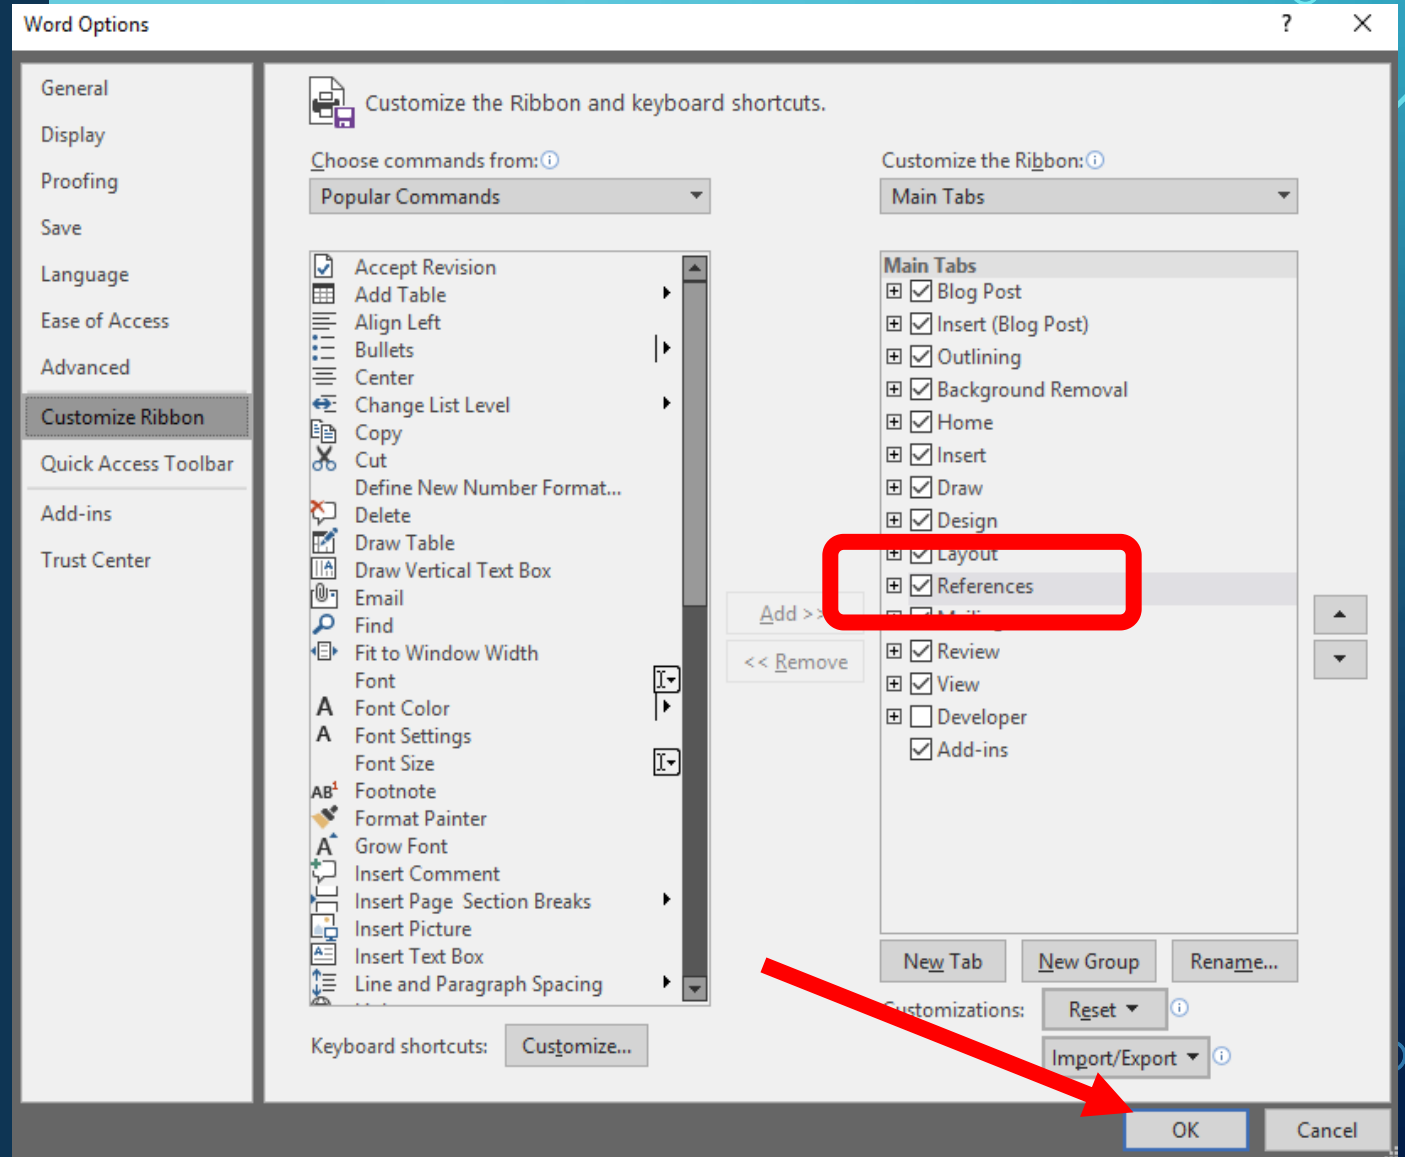 Word Options
?
General
Display
Proofing
Save
Language
Ease of Access
Advanced
Customize Ribbon
Quick Access Toolbar
Add-ins
Trust Center
Customize the Ribbon and keyboard shortcuts.
Choose commands from:
Popular Commands
Accept Revision
Add Table
Align Left
Bullets
Center
Change List Level
Copy
Cut
Define New Number Format...
Delete
Draw Table
Draw Vertical Text Box
Email
Find
Fit to Window Width
Font
Font Color
Font Settings
Font Size
Footnote
Format Painter
Grow Font
Insert Comment
Insert Page Section Breaks
Insert Picture
Insert Text Box
Line and Paragraph Spacing
Keyboard shortcuts:
Customize...
Add >>
<< Remove
Customize the Ribbon:
Main Tabs
Main Tabs
Blog Post
Insert (Blog Post)
Outlining
Background Removal
Home
Insert
Draw
Design
Layout
References
Review
View
Developer
Add-ins
New Tab
New Group
Rename...
Customizations:
Reset
Import/Export
OK
Cancel